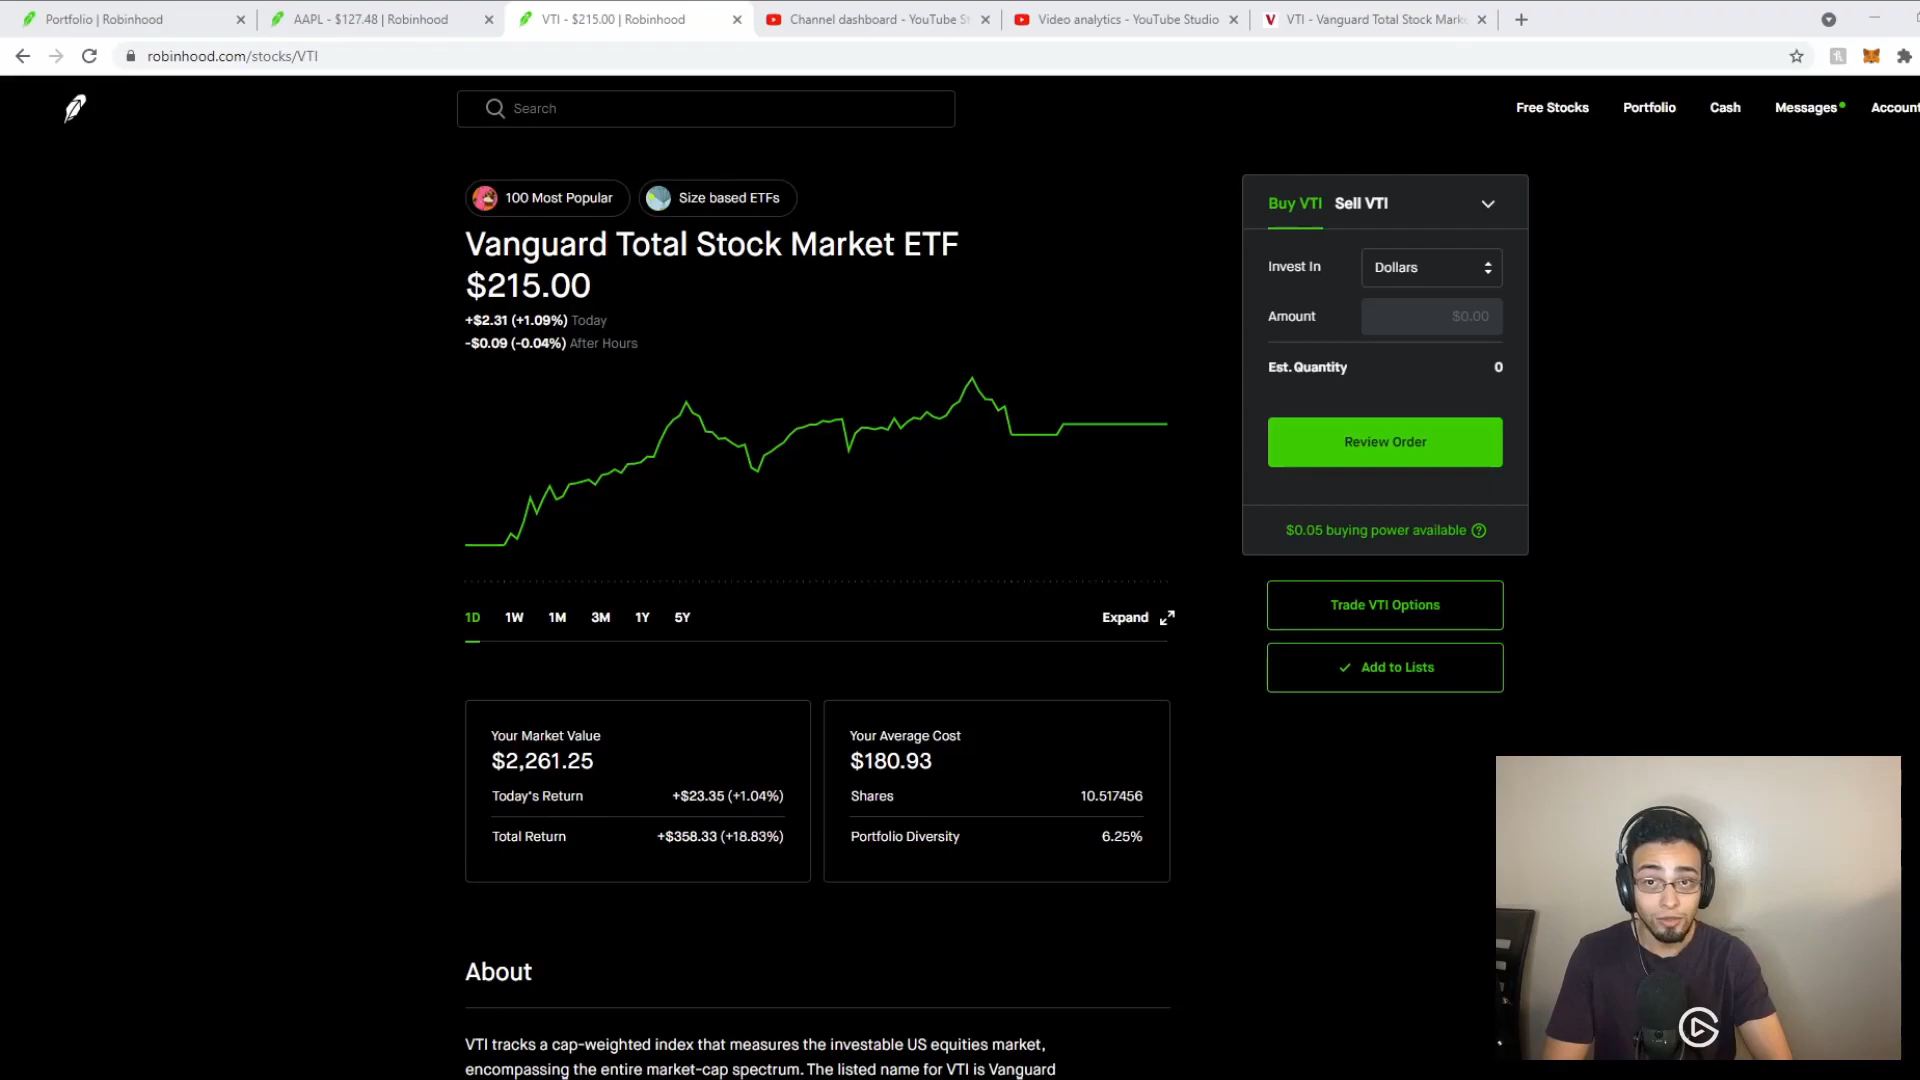 Portfolio | Robinhood
AAPL - $127.48 | Robinhood
VTI - $215.00 | Robinhood
Channel dashboard - YouTube St
Video analytics - YouTube Studio
VTI - Vanguard Total Stock Marke
robinhood.com/stocks/VTI
Search
Free Stocks
Portfolio
Cash
Messages
Account
100 Most Popular
Size based ETFs
Vanguard Total Stock Market ETF
$215.00
+$2.31 (+1.09%) Today
-$0.09 (-0.04%) After Hours
1D 1W 1M 3M 1Y 5Y
Expand
Buy VTI Sell VTI
Invest In Dollars
Amount $0.00
Est. Quantity 0
Review Order
$0.05 buying power available
Trade VTI Options
Add to Lists
Your Market Value
$2,261.25
Today's Return +$23.35 (+1.04%)
Total Return +$358.33 (+18.83%)
Your Average Cost
$180.93
Shares 10.517456
Portfolio Diversity 6.25%
About
VTI tracks a cap-weighted index that measures the investable US equities market,
encompassing the entire market-cap spectrum. The listed name for VTI is Vanguard